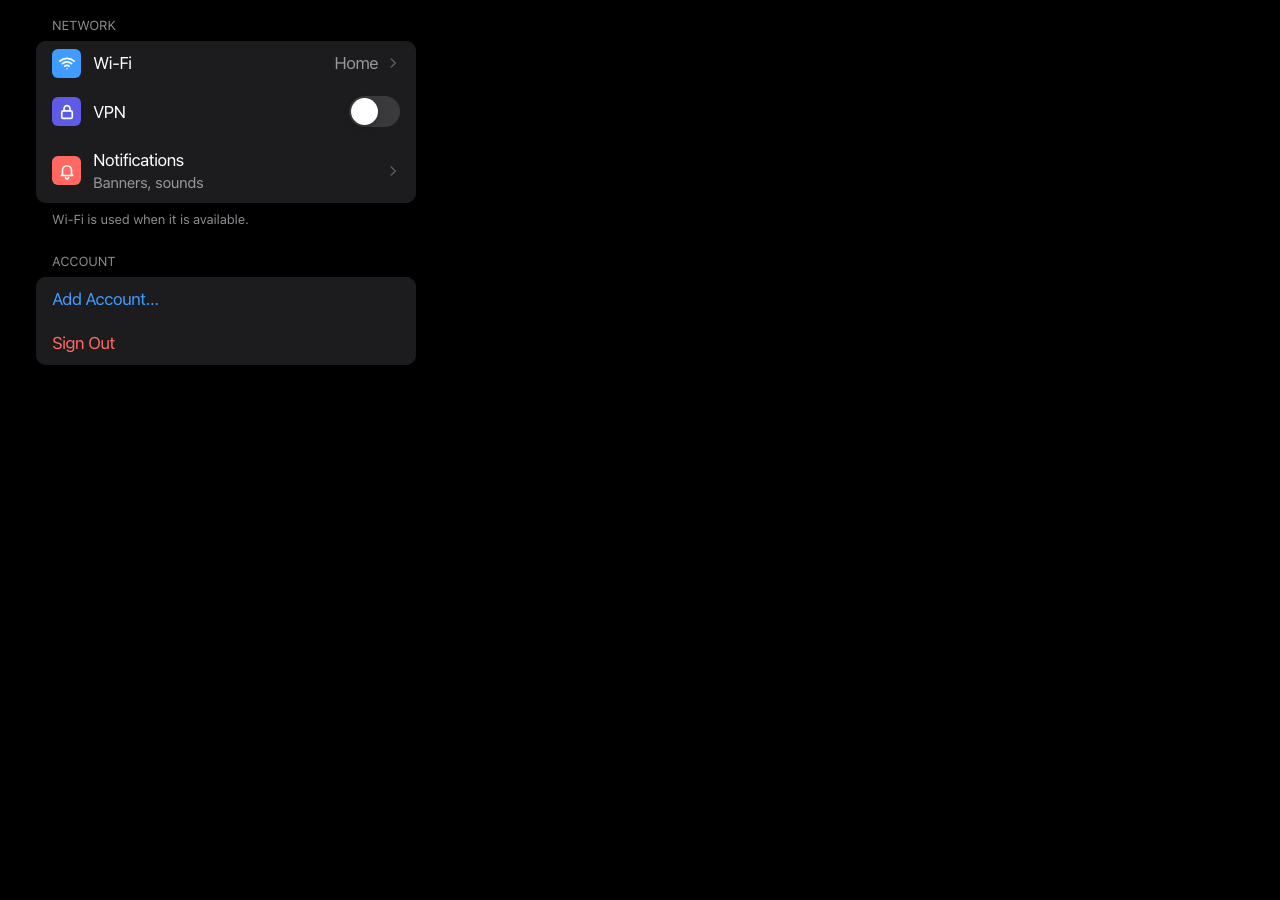 NETWORK
Wi-Fi
Home
VPN
Notifications
Banners, sounds
Wi-Fi is used when it is available.
ACCOUNT
Add Account...
Sign Out